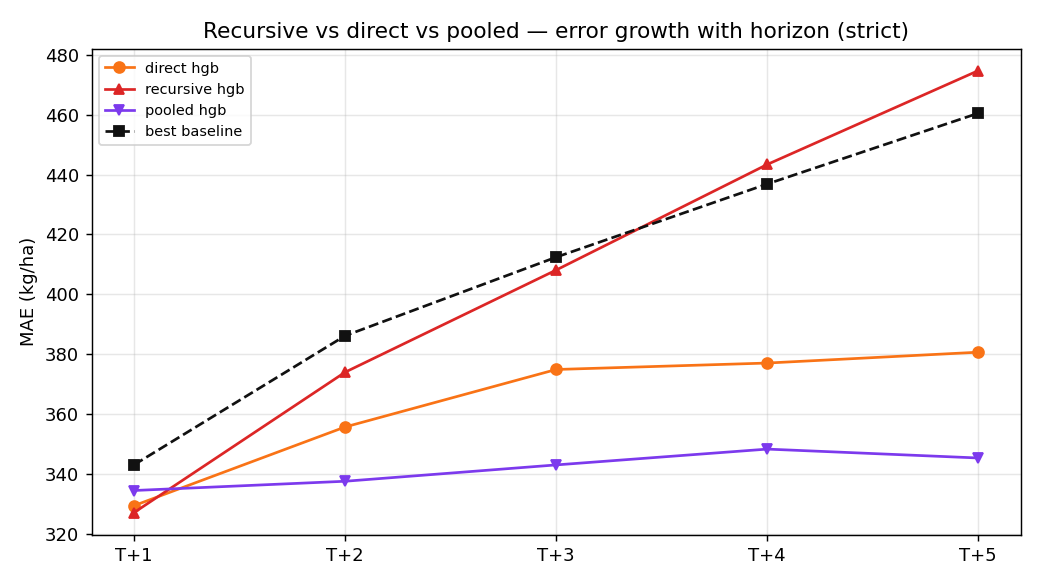 Recursive vs direct vs pooled — error growth with horizon (strict)
480
460
440
420
400
380
360
340
320
MAE (kg/ha)
direct hgb
recursive hgb
pooled hgb
best baseline
T+1 T+2 T+3 T+4 T+5